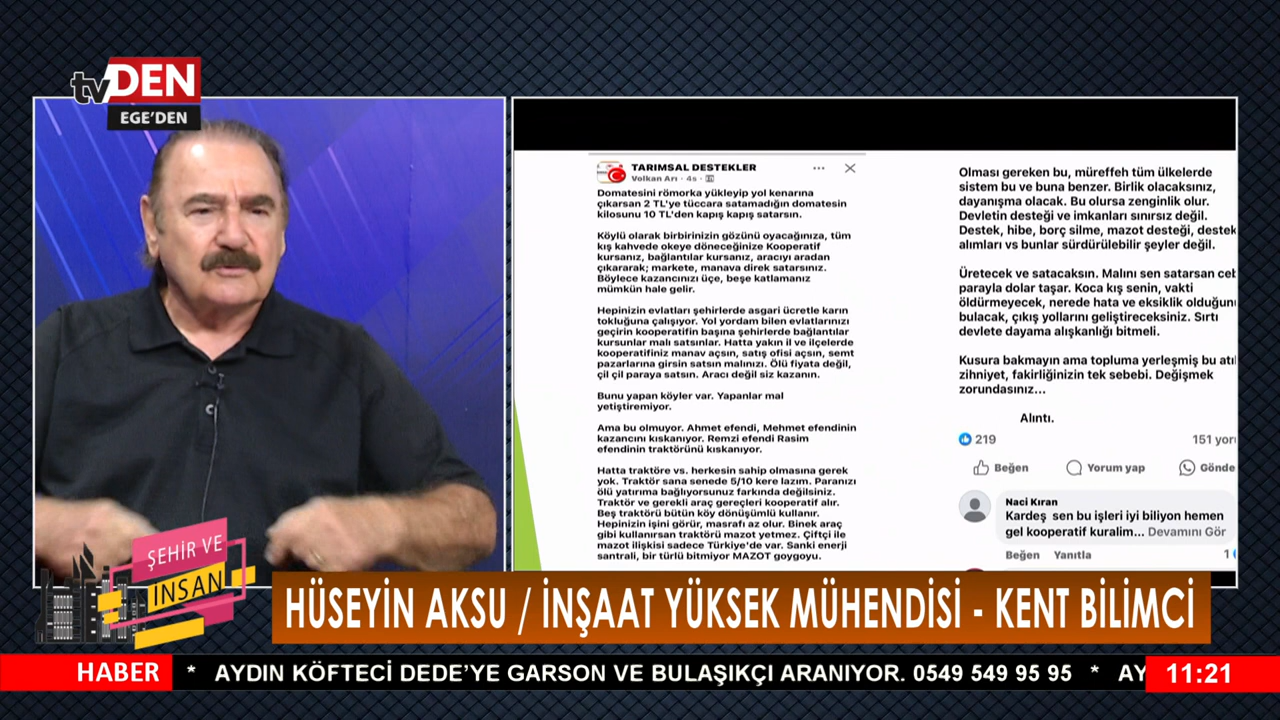 tvDEN
EGE'DEN
TARIMSAL DESTEKLER
Volkan Arı · 4s ·
Domatesini römorka yükleyip yol kenarına
çıkarsan 2 TL'ye tüccara satamadığın domatesin
kilosunu 10 TL'den kapış kapış satarsın.
Köylü olarak birbirinizin gözünü oyacağınıza, tüm
kış kahvede okeye döneceğinize Kooperatif
kursanız, bağlantılar kursanız, aracıyı aradan
çıkararak; markete, manava direk satarsınız.
Böylece kazancınızı üçe, beşe katlamanız
mümkün hale gelir.
Hepinizin evlatları şehirlerde asgari ücretle karın
tokluğuna çalışıyor. Yol yordam bilen evlatlarınızı
geçirin kooperatifin başına şehirlerde bağlantılar
kursunlar malı satsınlar. Hatta yakın il ve ilçelerde
kooperatifiniz manav açsın, satış ofisi açsın, semt
pazarlarına girsin satsın malınızı. Ölü fiyata değil,
çil çil paraya satsın. Aracı değil siz kazanın.
Bunu yapan köyler var. Yapanlar mal
yetiştiremiyor.
Ama bu olmuyor. Ahmet efendi, Mehmet efendinin
kazancını kıskanıyor. Remzi efendi Rasim
efendinin traktörünü kıskanıyor.
Hatta traktöre vs. herkesin sahip olmasına gerek
yok. Traktör sana senede 5/10 kere lazım. Paranızı
ölü yatırıma bağlıyorsunuz farkında değilsiniz.
Traktör ve gerekli araç gereçleri kooperatif alır.
Beş traktörü bütün köy dönüşümlü kullanır.
Hepinizin işini görür, masrafı az olur. Binek araç
gibi kullanırsan traktörü mazot yetmez. Çiftçi ile
mazot ilişkisi sadece Türkiye'de var. Sanki enerji
santrali, bir türlü bitmiyor MAZOT goygoyu.
Olması gereken bu, müreffeh tüm ülkelerde
sistem bu ve buna benzer. Birlik olacaksınız,
dayanışma olacak. Bu olursa zenginlik olur.
Devletin desteği ve imkanları sınırsız değil.
Destek, hibe, borç silme, mazot desteği, destek
alımları vs bunlar sürdürülebilir şeyler değil.
Üretecek ve satacaksın. Malını sen satarsan ceb
parayla dolar taşar. Koca kış senin, vakti
öldürmeyecek, nerede hata ve eksiklik olduğunu
bulacak, çıkış yollarını geliştireceksiniz. Sırtı
devlete dayama alışkanlığı bitmeli.
Kusura bakmayın ama topluma yerleşmiş bu atıl
zihniyet, fakirliğinizin tek sebebi. Değişmek
zorundasınız...
Alıntı.
219 151 yoru
Beğen Yorum yap Gönde
Naci Kıran
Kardeş sen bu işleri iyi biliyon hemen
gel kooperatif kuralim... Devamını Gör
Beğen Yanıtla 1
ŞEHİR VE
İNSAN
HÜSEYİN AKSU / İNŞAAT YÜKSEK MÜHENDİSİ - KENT BİLİMCİ
HABER * AYDIN KÖFTECİ DEDE'YE GARSON VE BULAŞIKÇI ARANIYOR. 0549 549 95 95 * AY 11:21